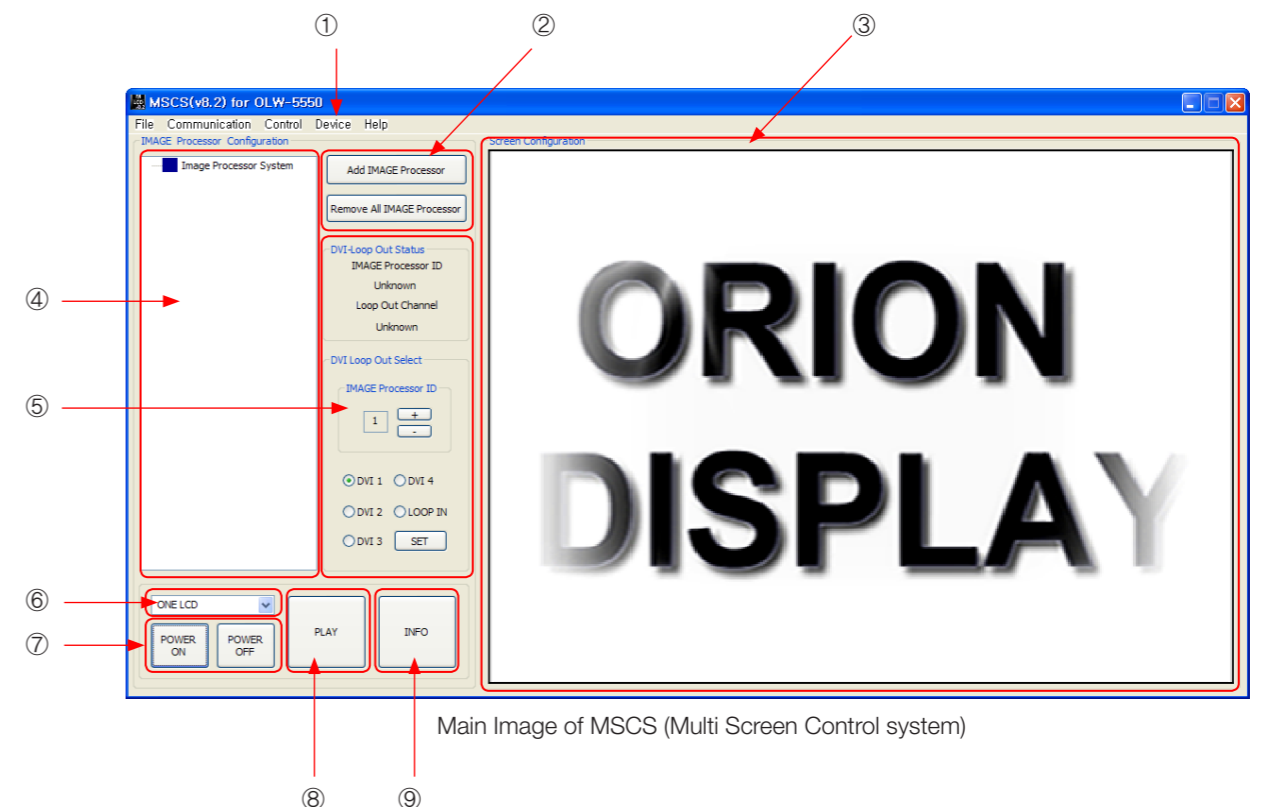 ① ② ③
MSCS(v8.2) for OLW-5550
File Communication Control Device Help
IMAGE Processor Configuration
Image Processor System
Add IMAGE Processor
Remove All IMAGE Processor
DVI-Loop Out Status
IMAGE Processor ID
Unknown
Loop Out Channel
Unknown
DVI Loop Out Select
IMAGE Processor ID
1 + -
DVI 1 DVI 4
DVI 2 LOOP IN
DVI 3 SET
Screen Configuration
ORION
DISPLAY
④
⑤
⑥
⑦
ONE LCD
POWER ON
POWER OFF
PLAY
INFO
Main Image of MSCS (Multi Screen Control system)
⑧ ⑨